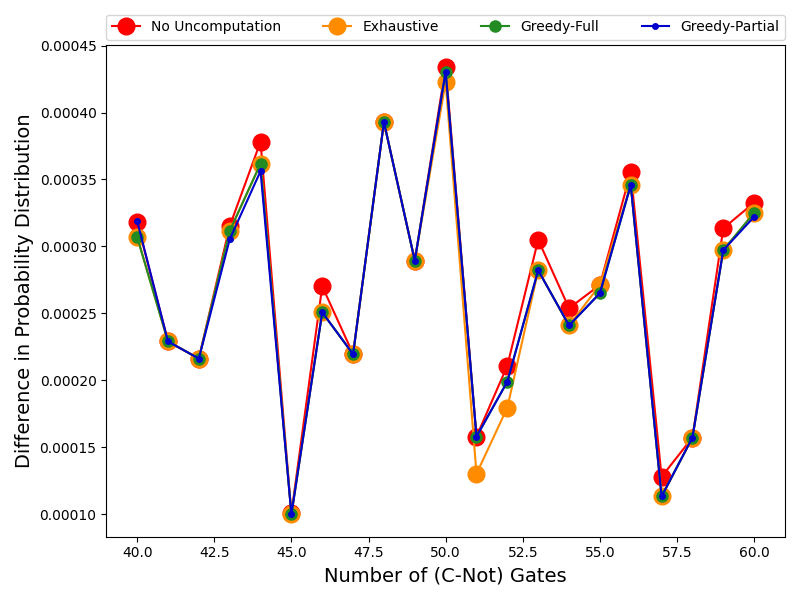 No Uncomputation Exhaustive Greedy-Full Greedy-Partial
0.00045
0.00040
0.00035
0.00030
0.00025
0.00020
0.00015
0.00010
Difference in Probability Distribution
40.0 42.5 45.0 47.5 50.0 52.5 55.0 57.5 60.0
Number of (C-Not) Gates